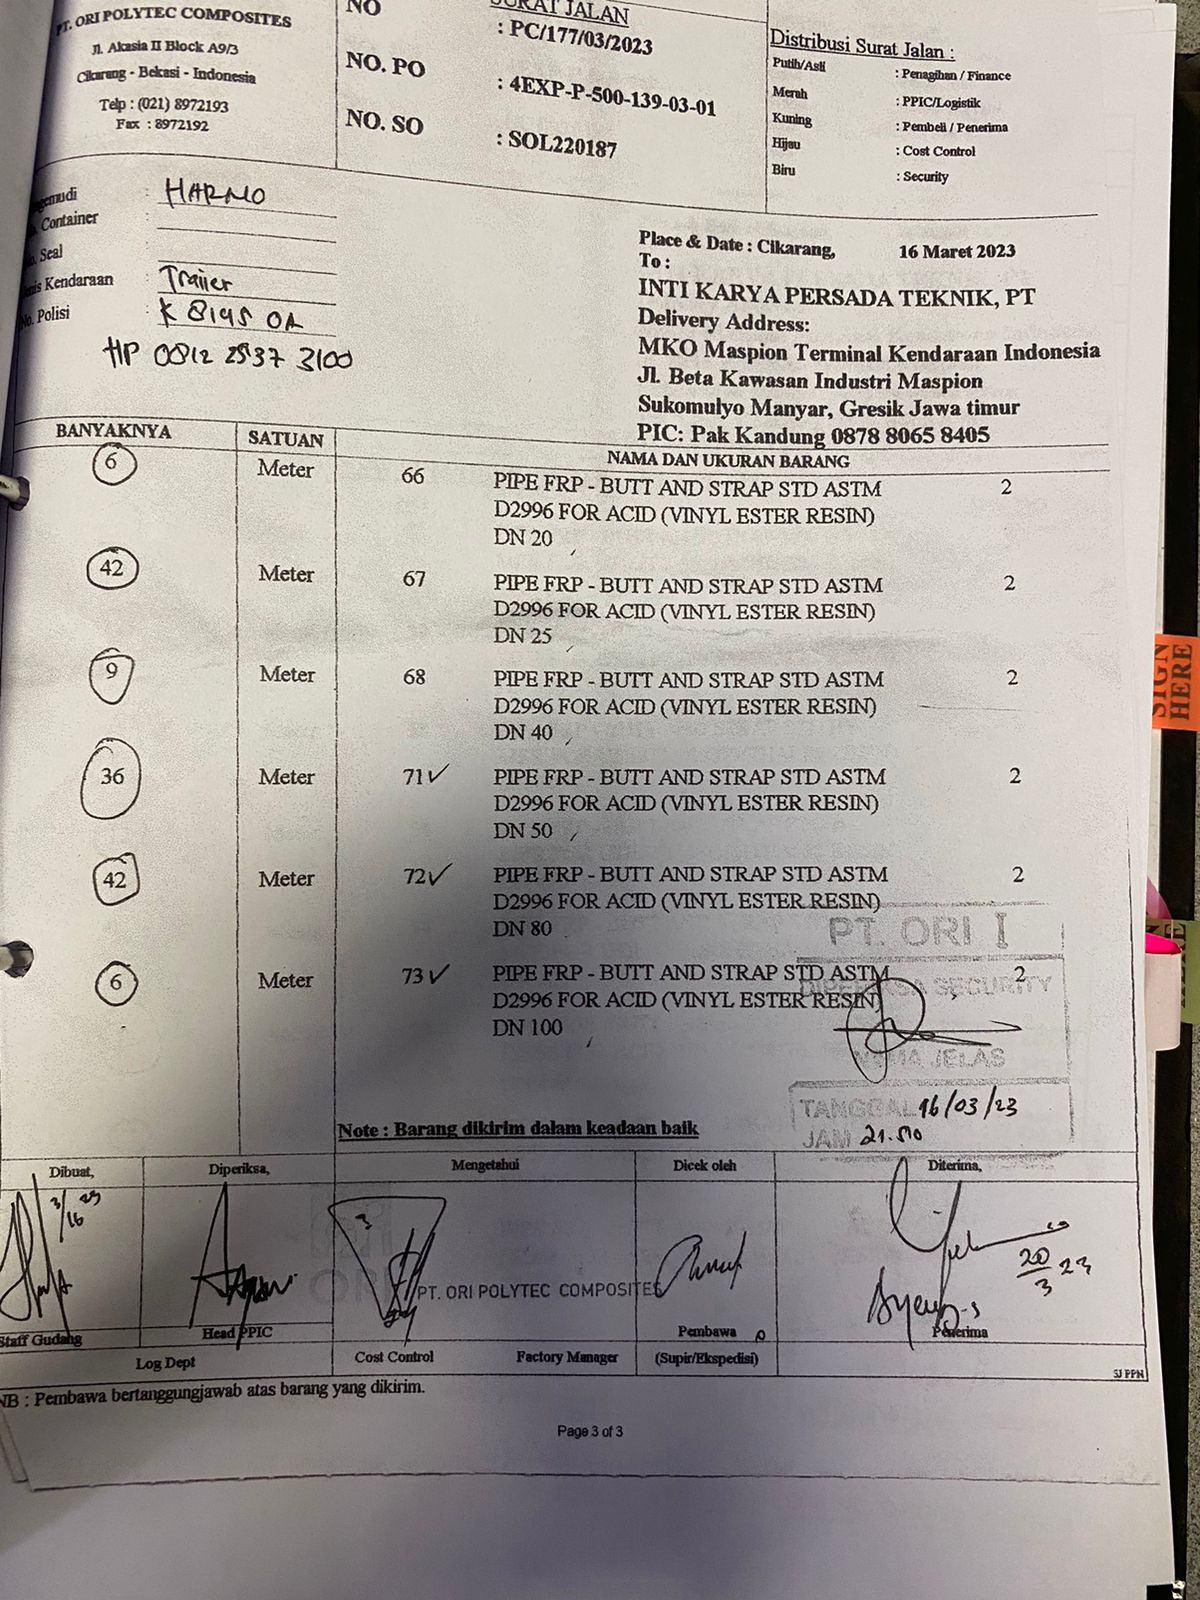 PT. ORI POLYTEC COMPOSITES
Jl. Akasia II Block A9/3
Cikarang - Bekasi - Indonesia
Telp : (021) 8972193
Fax : 8972192
SURAT JALAN
NO : PC/177/03/2023
NO. PO : 4EXP-P-500-139-03-01
NO. SO : SOL220187
Distribusi Surat Jalan :
Putih/Asli : Penagihan / Finance
Merah : PPIC/Logistik
Kuning : Pembeli / Penerima
Hijau : Cost Control
Biru : Security
gemudi : HARNO
Container :
No. Seal
enis Kendaraan : Trailer
No. Polisi : K 8195 OA
HP 0812 2537 3100
Place & Date : Cikarang, 16 Maret 2023
To :
INTI KARYA PERSADA TEKNIK, PT
Delivery Address:
MKO Maspion Terminal Kendaraan Indonesia
Jl. Beta Kawasan Industri Maspion
Sukomulyo Manyar, Gresik Jawa timur
PIC: Pak Kandung 0878 8065 8405
BANYAKNYA SATUAN NAMA DAN UKURAN BARANG
6 Meter 66 PIPE FRP - BUTT AND STRAP STD ASTM 2
D2996 FOR ACID (VINYL ESTER RESIN)
DN 20
42 Meter 67 PIPE FRP - BUTT AND STRAP STD ASTM 2
D2996 FOR ACID (VINYL ESTER RESIN)
DN 25
9 Meter 68 PIPE FRP - BUTT AND STRAP STD ASTM 2
D2996 FOR ACID (VINYL ESTER RESIN)
DN 40
36 Meter 71✓ PIPE FRP - BUTT AND STRAP STD ASTM 2
D2996 FOR ACID (VINYL ESTER RESIN)
DN 50
42 Meter 72✓ PIPE FRP - BUTT AND STRAP STD ASTM 2
D2996 FOR ACID (VINYL ESTER RESIN)
DN 80
6 Meter 73✓ PIPE FRP - BUTT AND STRAP STD ASTM 2
D2996 FOR ACID (VINYL ESTER RESIN)
DN 100
PT. ORI I
DIPERIKSA SECURITY
NAMA JELAS
TANGGAL 16/03/23
JAM 21.50
Note : Barang dikirim dalam keadaan baik
Dibuat, Diperiksa, Mengetahui Dicek oleh Diterima,
3/16 23
20/3 23
ORI PT. ORI POLYTEC COMPOSITES
Staff Gudang Head PPIC Pembawa Penerima
Log Dept Cost Control Factory Manager (Supir/Ekspedisi)
SJ PPN
NB : Pembawa bertanggungjawab atas barang yang dikirim.
Page 3 of 3
SIGN
HERE